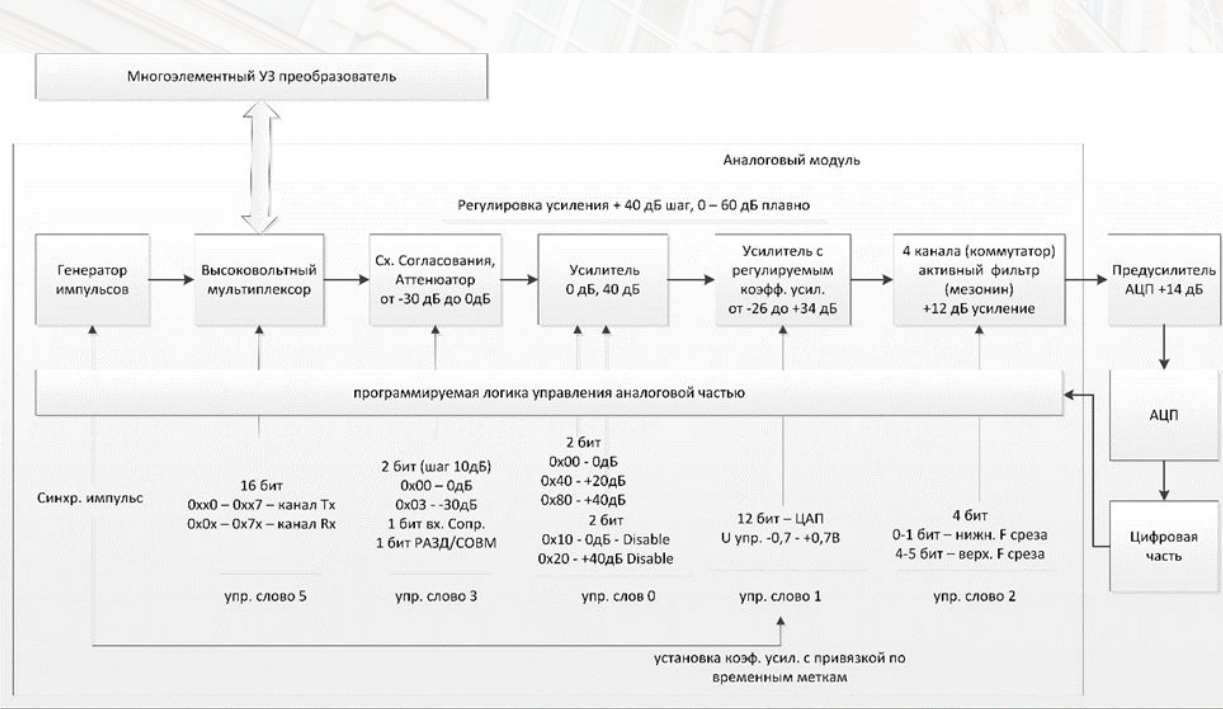 Многоэлементный УЗ преобразователь
Аналоговый модуль
Регулировка усиления + 40 дБ шаг, 0 – 60 дБ плавно
Генератор
импульсов
Высоковольтный
мультиплексор
Сх. Согласования,
Аттенюатор
от -30 дБ до 0дБ
Усилитель
0 дБ, 40 дБ
Усилитель с
регулируемым
коэфф. усил.
от -26 до +34 дБ
4 канала (коммутатор)
активный фильтр
(мезонин)
+12 дБ усиление
Предусилитель
АЦП +14 дБ
программируемая логика управления аналоговой частью
АЦП
Цифровая
часть
Синхр. импульс
16 бит
0xx0 – 0xx7 – канал Tx
0x0x – 0x7x – канал Rx
упр. слово 5
2 бит (шаг 10дБ)
0x00 – 0дБ
0x03 - -30дБ
1 бит вх. Сопр.
1 бит РАЗД/СОВМ
упр. слово 3
2 бит
0x00 - 0дБ
0x40 - +20дБ
0x80 - +40дБ
2 бит
0x10 - 0дБ - Disable
0x20 - +40дБ Disable
упр. слов 0
12 бит – ЦАП
U упр. -0,7 - +0,7В
упр. слово 1
4 бит
0-1 бит – нижн. F среза
4-5 бит – верх. F среза
упр. слово 2
установка коэф. усил. с привязкой по
временным меткам